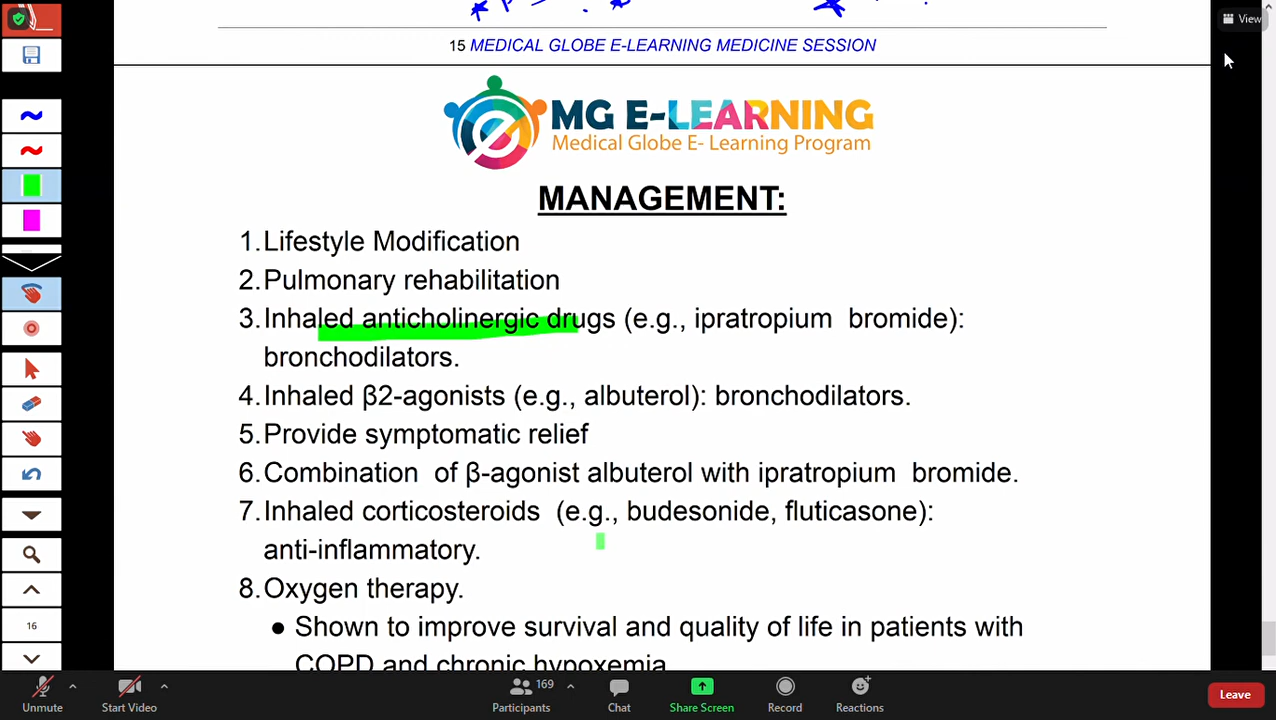 View
15 MEDICAL GLOBE E-LEARNING MEDICINE SESSION
MG E-LEARNING
Medical Globe E- Learning Program
MANAGEMENT:
1. Lifestyle Modification
2. Pulmonary rehabilitation
3. Inhaled anticholinergic drugs (e.g., ipratropium bromide):
bronchodilators.
4. Inhaled β2-agonists (e.g., albuterol): bronchodilators.
5. Provide symptomatic relief
6. Combination of β-agonist albuterol with ipratropium bromide.
7. Inhaled corticosteroids (e.g., budesonide, fluticasone):
anti-inflammatory.
8. Oxygen therapy.
● Shown to improve survival and quality of life in patients with
COPD and chronic hypoxemia
16
169
Unmute Start Video Participants Chat Share Screen Record Reactions Leave